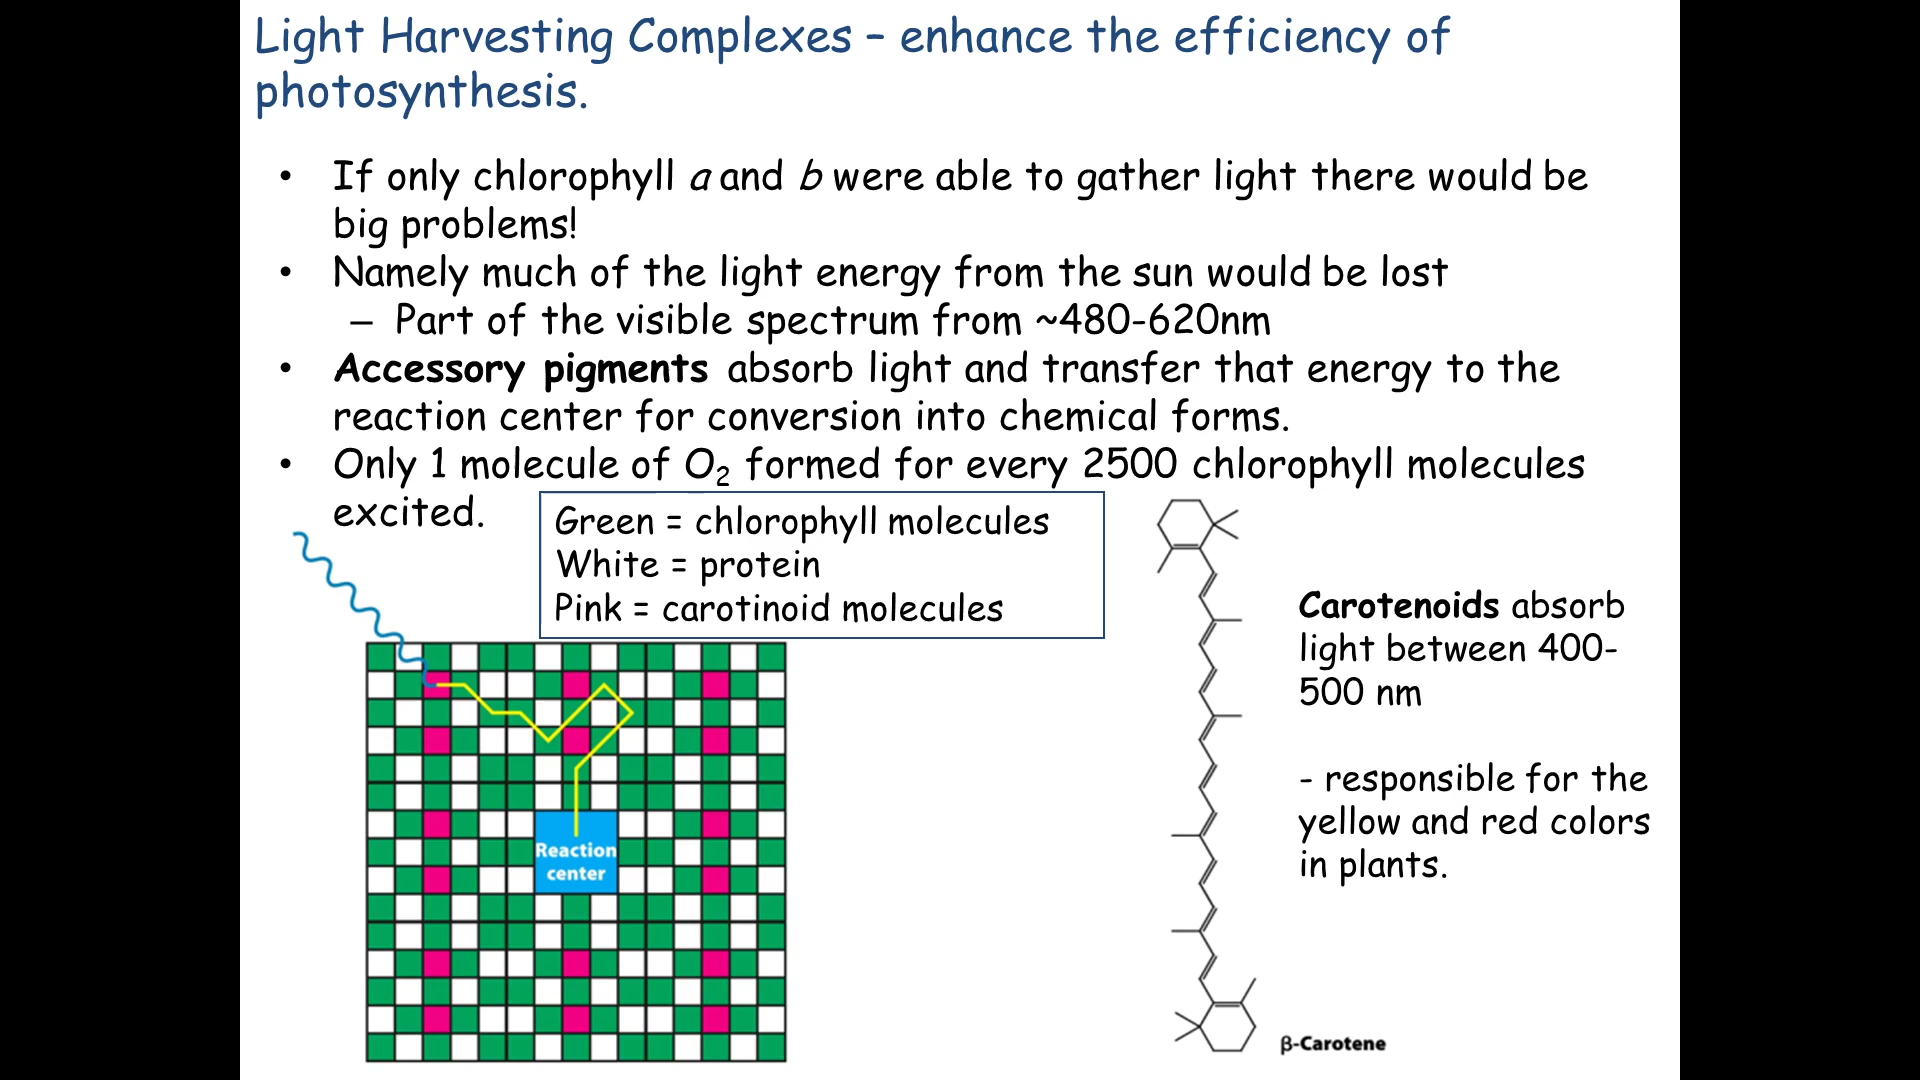 Light Harvesting Complexes – enhance the efficiency of
photosynthesis.
• If only chlorophyll a and b were able to gather light there would be
big problems!
• Namely much of the light energy from the sun would be lost
– Part of the visible spectrum from ~480-620nm
• Accessory pigments absorb light and transfer that energy to the
reaction center for conversion into chemical forms.
• Only 1 molecule of O₂ formed for every 2500 chlorophyll molecules
excited.
Green = chlorophyll molecules
White = protein
Pink = carotinoid molecules
Reaction
center
Carotenoids absorb
light between 400-
500 nm
- responsible for the
yellow and red colors
in plants.
β-Carotene